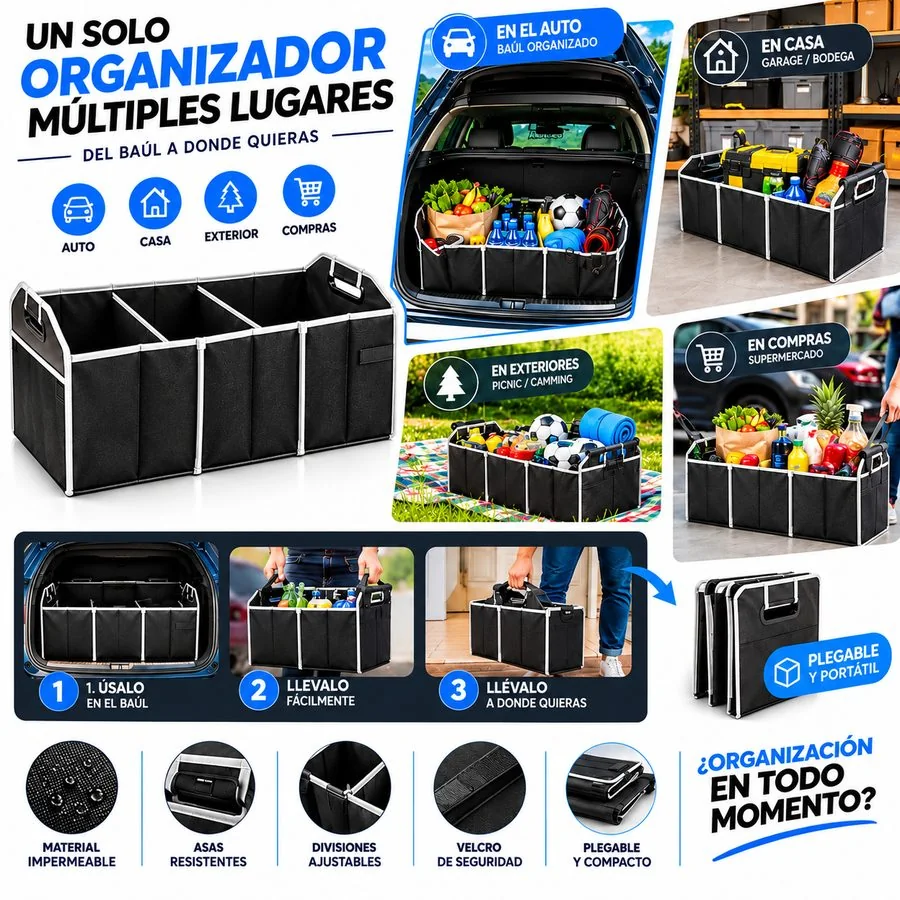 UN SOLO
ORGANIZADOR
MÚLTIPLES LUGARES
DEL BAÚL A DONDE QUIERAS
AUTO
CASA
EXTERIOR
COMPRAS
EN EL AUTO
BAÚL ORGANIZADO
EN CASA
GARAGE / BODEGA
EN EXTERIORES
PICNIC / CAMMING
EN COMPRAS
SUPERMERCADO
1
1. ÚSALO
EN EL BAÚL
2
LLEVALO
FÁCILMENTE
3
LLÉVALO
A DONDE QUIERAS
PLEGABLE
Y PORTÁTIL
MATERIAL
IMPERMEABLE
ASAS
RESISTENTES
DIVISIONES
AJUSTABLES
VELCRO
DE SEGURIDAD
PLEGABLE
Y COMPACTO
¿ORGANIZACIÓN
EN TODO
MOMENTO?